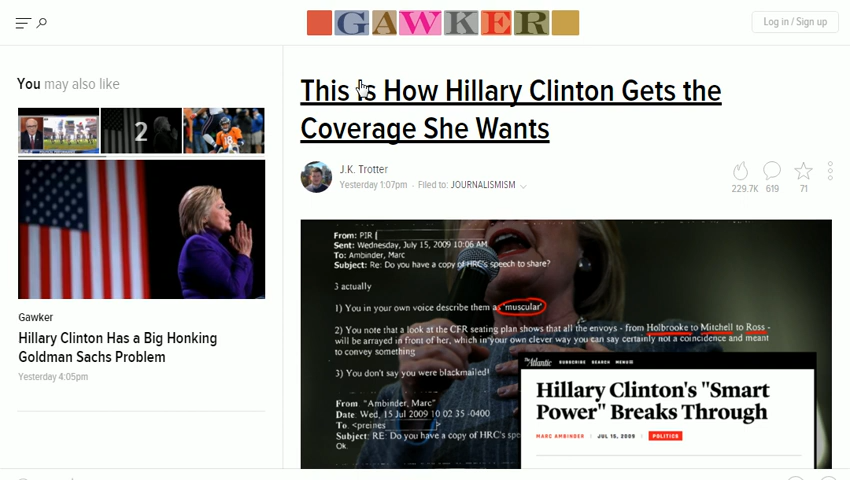 GAWKER
Log in / Sign up
You may also like
2
Gawker
Hillary Clinton Has a Big Honking
Goldman Sachs Problem
Yesterday 4:05pm
This is How Hillary Clinton Gets the
Coverage She Wants
J.K. Trotter
Yesterday 1:07pm · Filed to: JOURNALISMISM
229.7K 619 71
From: PIR [
Sent: Wednesday, July 15, 2009 10:06 AM
To: Ambinder, Marc
Subject: Re: Do you have a copy of HRC's speech to share?
3 actually
1) You in your own voice describe them as "muscular"
2) You note that a look at the CFR seating plan shows that all the envoys - from Holbrooke to Mitchell to Ross -
will be arrayed in front of her, which in your own clever way you can say certainly not a coincidence and meant
to convey something
3) You don't say you were blackmailed!
From: "Ambinder, Marc"
Date: Wed, 15 Jul 2009 10:02:35 -0400
To: <preines >
Subject: RE: Do you have a copy of HRC's spe
Ok.
The Atlantic SUBSCRIBE SEARCH MENU
Hillary Clinton's "Smart
Power" Breaks Through
MARC AMBINDER | JUL 15, 2009 | POLITICS